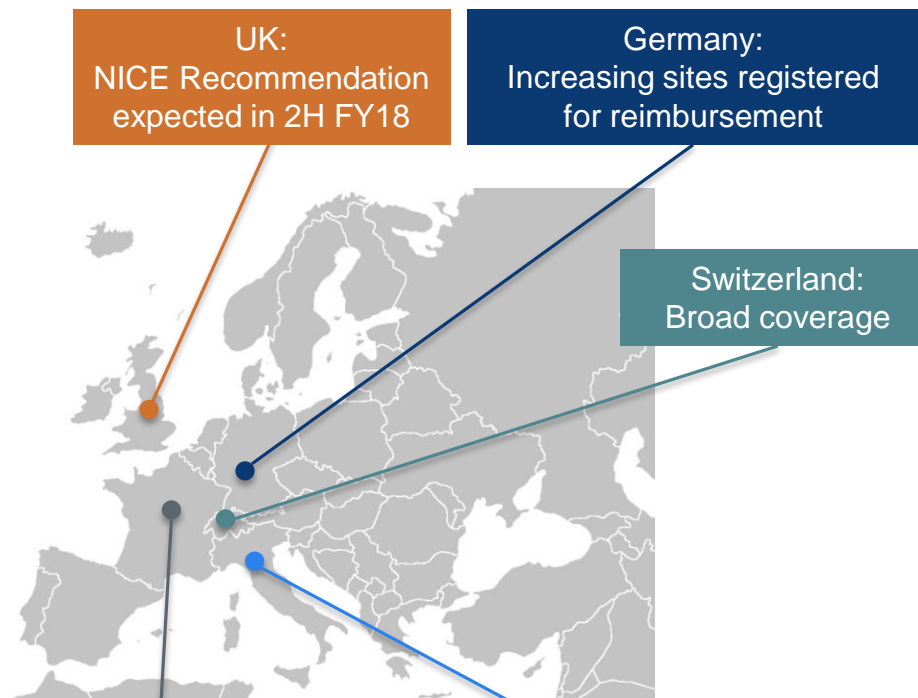 UK:
NICE Recommendation
expected in 2H FY18
Germany:
Increasing sites registered
for reimbursement
Switzerland:
Broad coverage